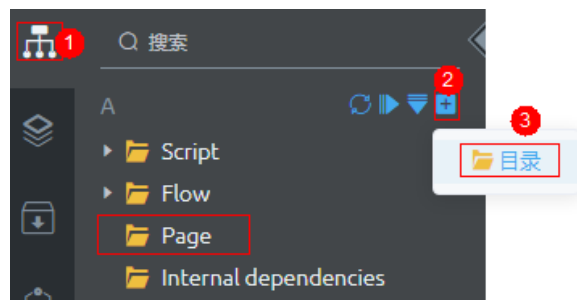 1
搜索
2
A
3
目录
Script
Flow
Page
Internal dependencies